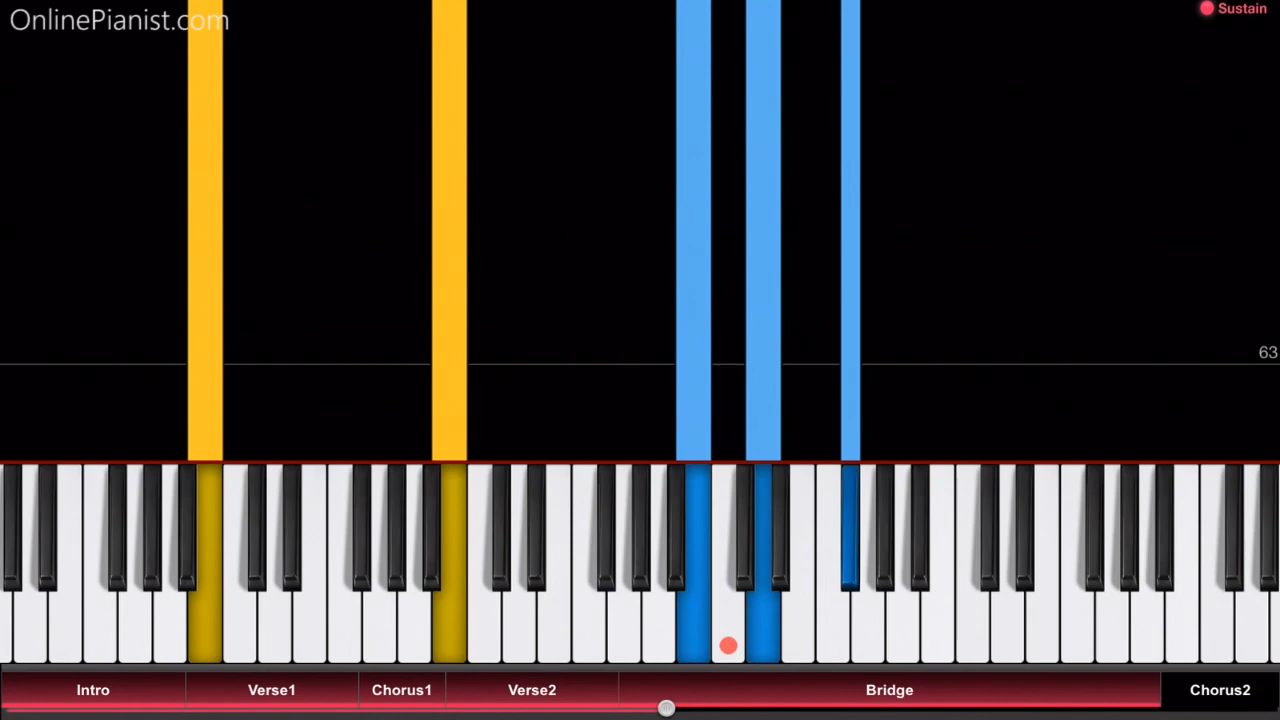 OnlinePianist.com
Sustain
63
Intro
Verse1
Chorus1
Verse2
Bridge
Chorus2